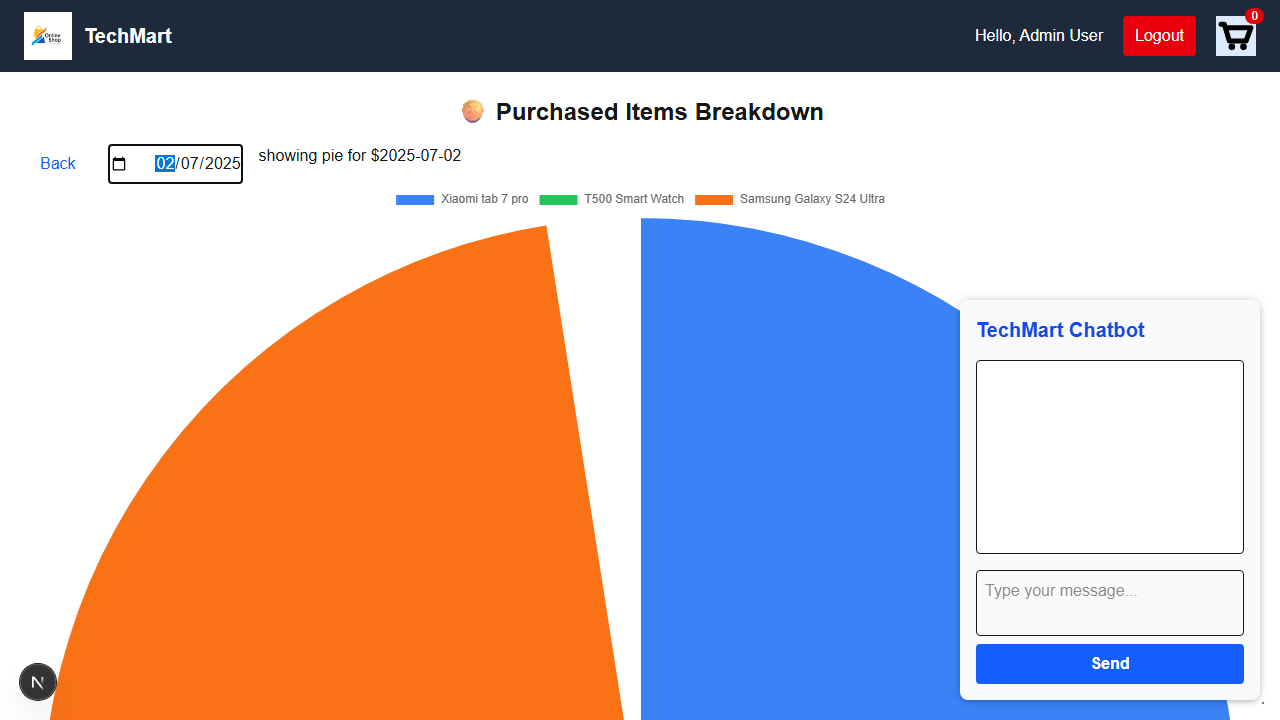 Online
Shop
TechMart
Hello, Admin User
Logout
0
Purchased Items Breakdown
Back
02/07/2025
showing pie for $2025-07-02
Xiaomi tab 7 pro
T500 Smart Watch
Samsung Galaxy S24 Ultra
TechMart Chatbot
Type your message...
Send
N